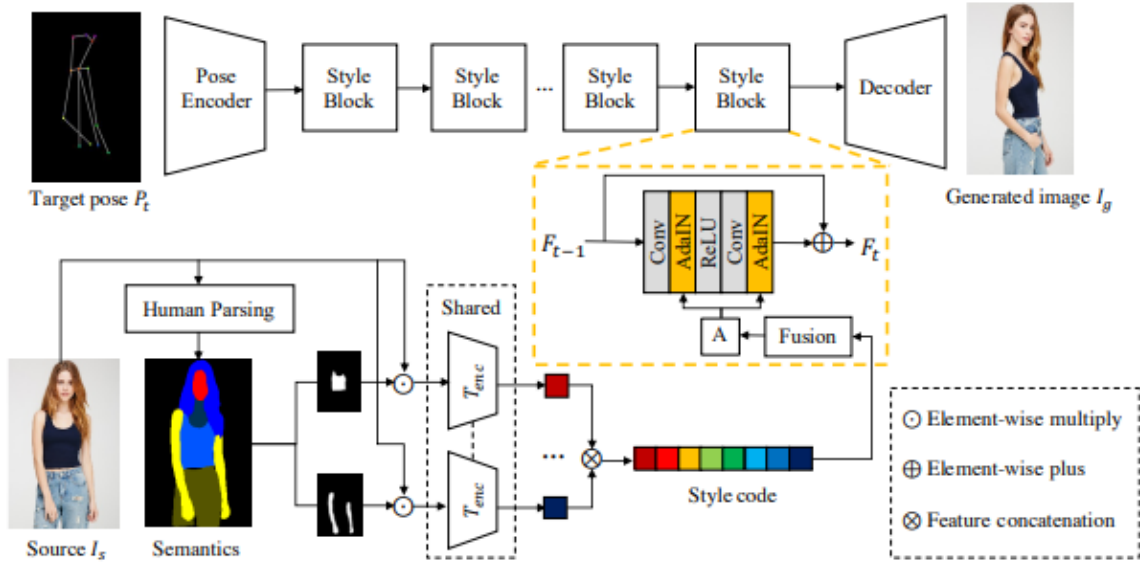 Pose
Encoder
Style
Block
Style
Block
...
Style
Block
Style
Block
Decoder
Target pose P_t
Generated image I_g
F_{t-1}
Conv
AdaIN
ReLU
Conv
AdaIN
⊕
F_t
A
Fusion
Human Parsing
Shared
⊙
T_enc
⊙
T_enc
...
⊗
Style code
Source I_s
Semantics
⊙ Element-wise multiply
⊕ Element-wise plus
⊗ Feature concatenation